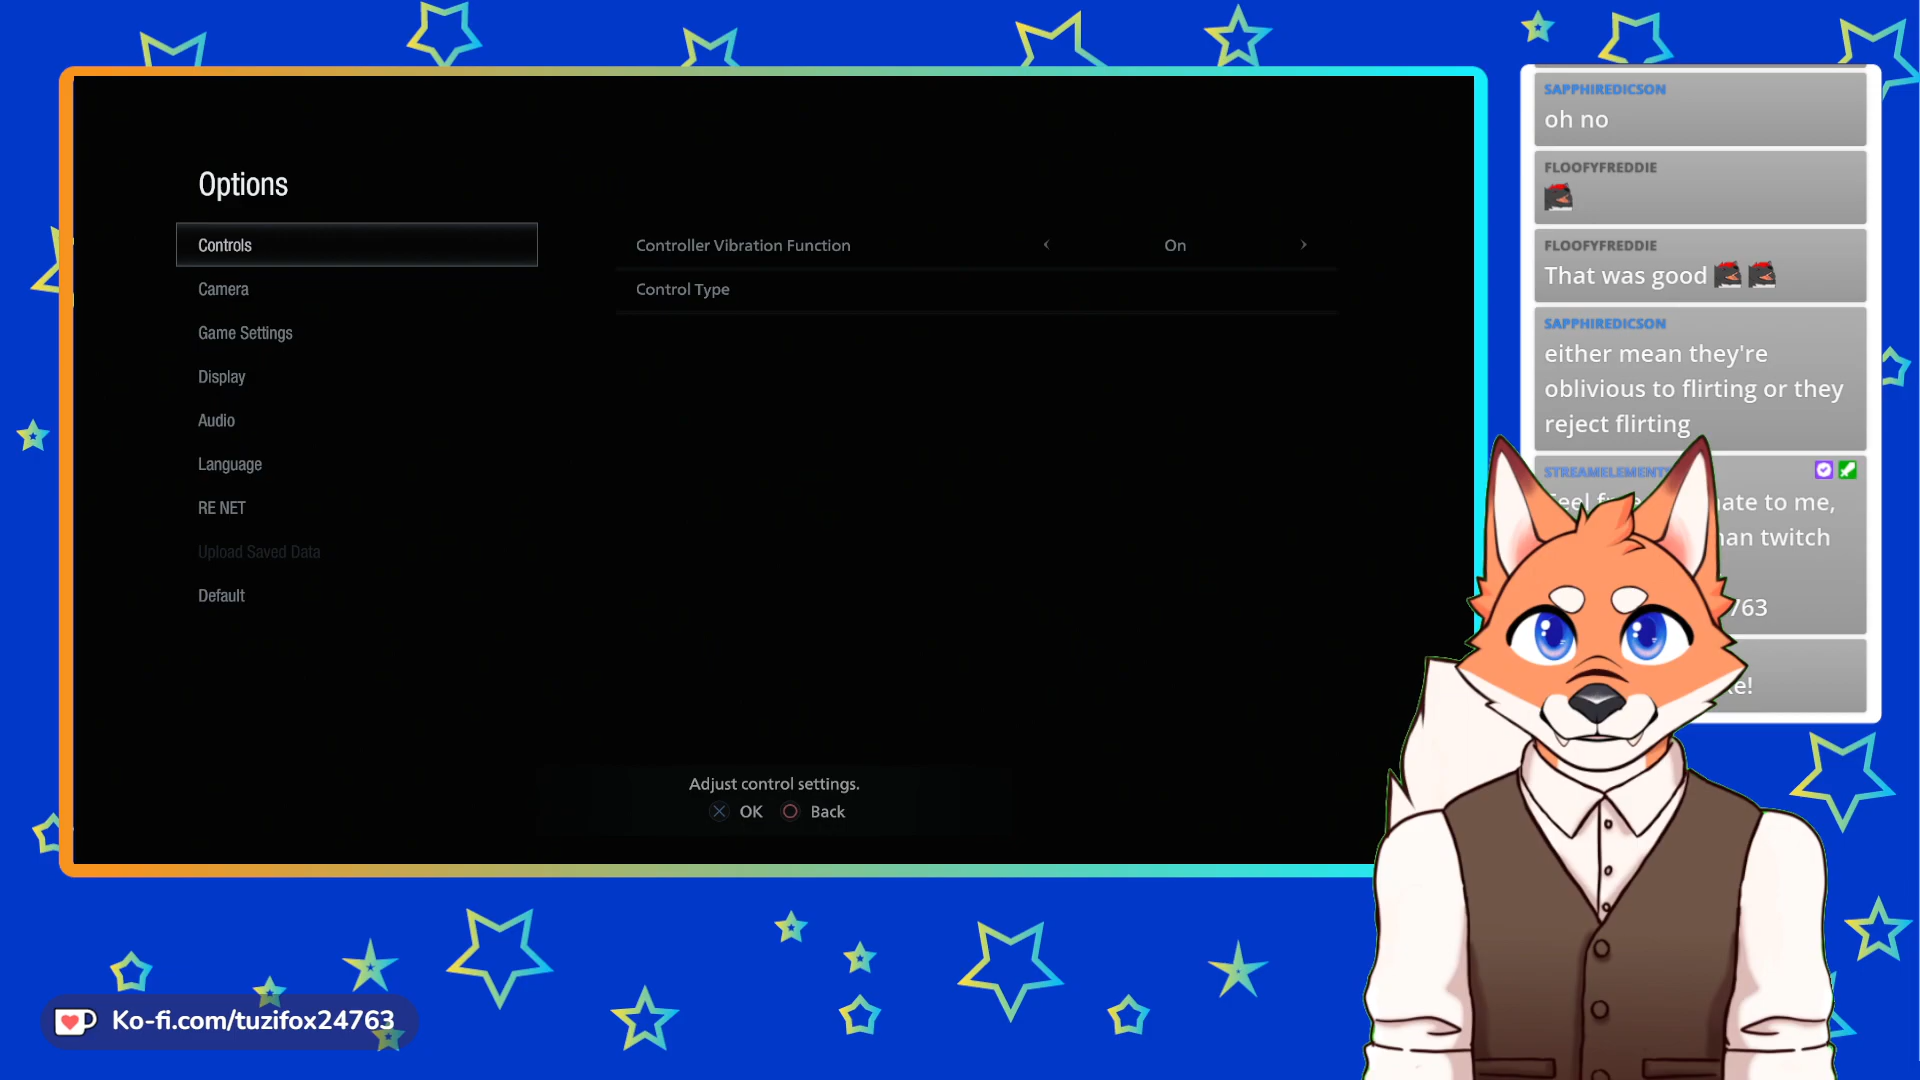 Options
Controls
Camera
Game Settings
Display
Audio
Language
RE NET
Upload Saved Data
Default
Controller Vibration Function
On
Control Type
Adjust control settings.
OK
Back
SAPPHIREDICSON
oh no
FLOOFYFREDDIE
FLOOFYFREDDIE
That was good
SAPPHIREDICSON
either mean they're
oblivious to flirting or they
reject flirting
STREAMELEMENTS
to me,
twitch
763
Ko-fi.com/tuzifox24763